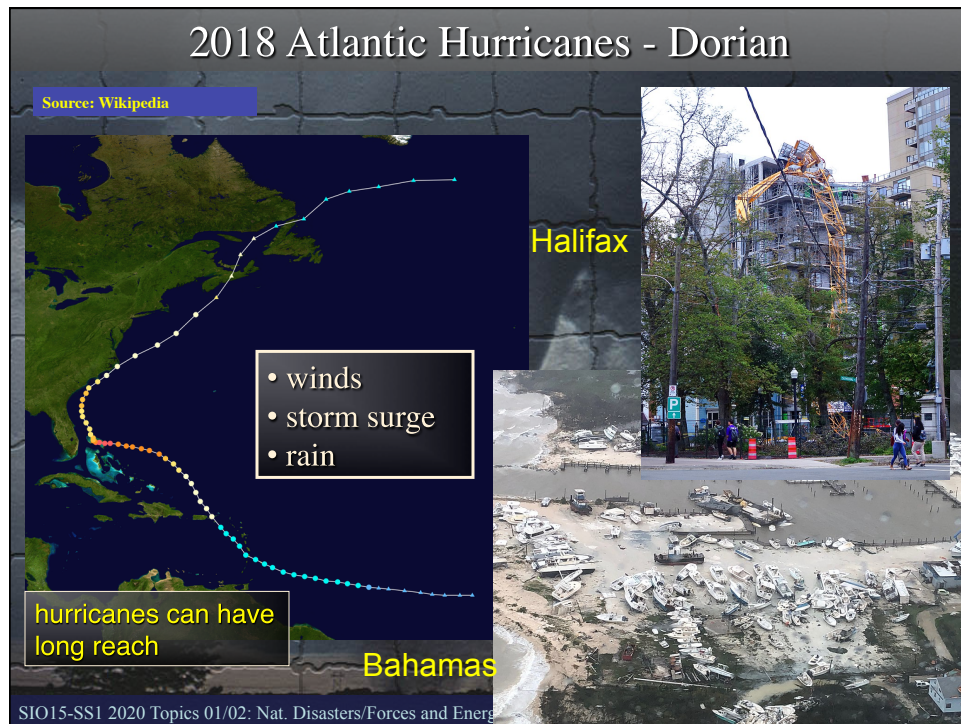 2018 Atlantic Hurricanes - Dorian
Source: Wikipedia
Halifax
• winds
• storm surge
• rain
P
hurricanes can have
long reach
Bahamas
SIO15-SS1 2020 Topics 01/02: Nat. Disasters/Forces and Energ